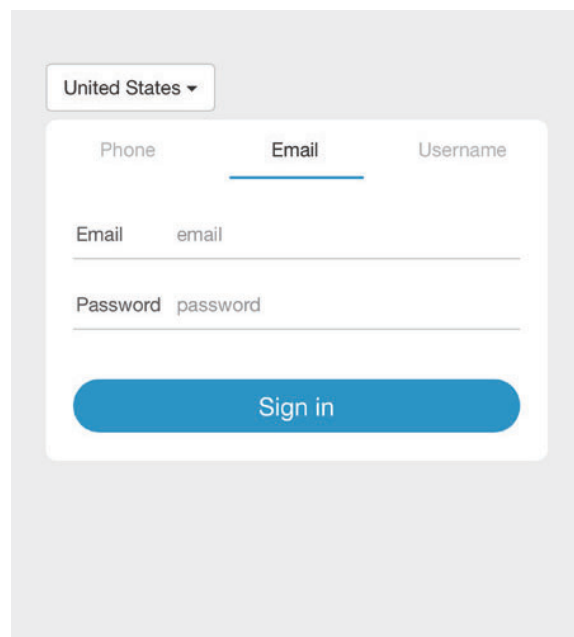 United States
Phone Email Username
Email email
Password password
Sign in